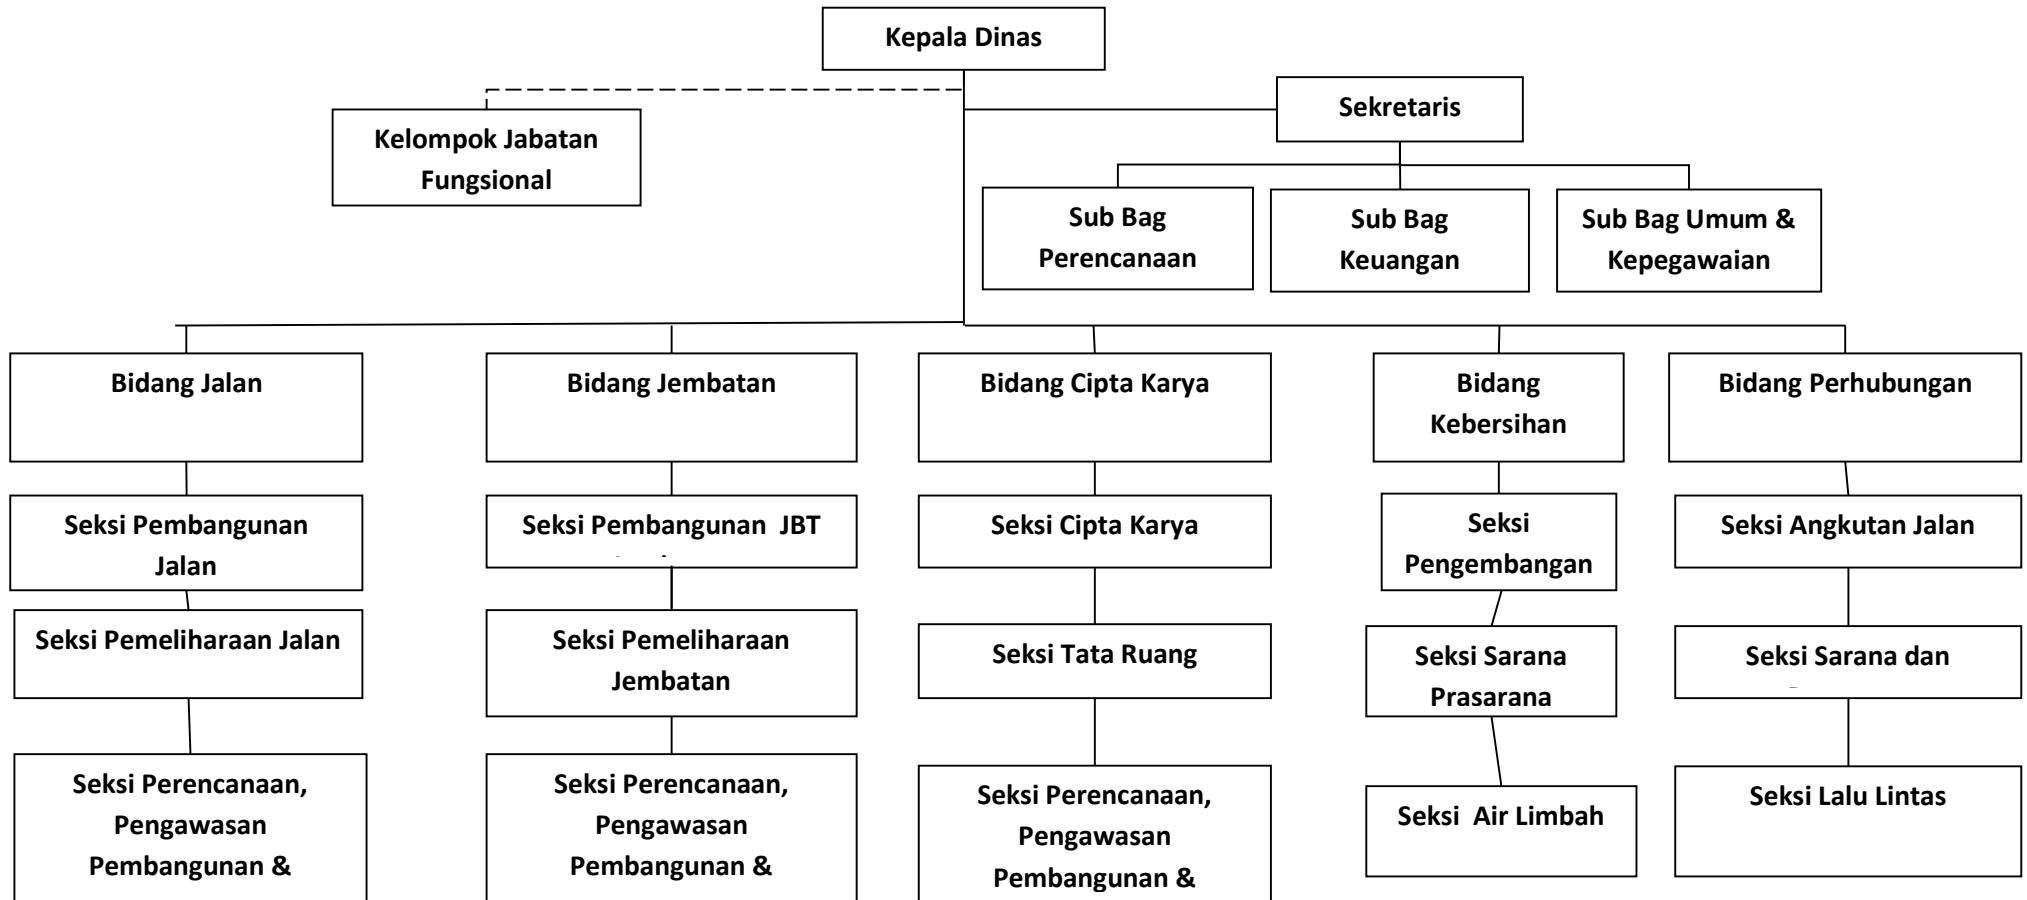 Kepala Dinas
Sekretaris
Kelompok Jabatan
Fungsional
Sub Bag
Perencanaan
Sub Bag
Keuangan
Sub Bag Umum &
Kepegawaian
Bidang Jalan
Bidang Jembatan
Bidang Cipta Karya
Bidang
Kebersihan
Bidang Perhubungan
Seksi Pembangunan
Jalan
Seksi Pembangunan  JBT
Seksi Cipta Karya
Seksi
Pengembangan
Seksi Angkutan Jalan
Seksi Pemeliharaan Jalan
Seksi Pemeliharaan
Jembatan
Seksi Tata Ruang
Seksi Sarana
Prasarana
Seksi Sarana dan
Seksi Perencanaan,
Pengawasan
Pembangunan &
Seksi Perencanaan,
Pengawasan
Pembangunan &
Seksi Perencanaan,
Pengawasan
Pembangunan &
Seksi  Air Limbah
Seksi Lalu Lintas